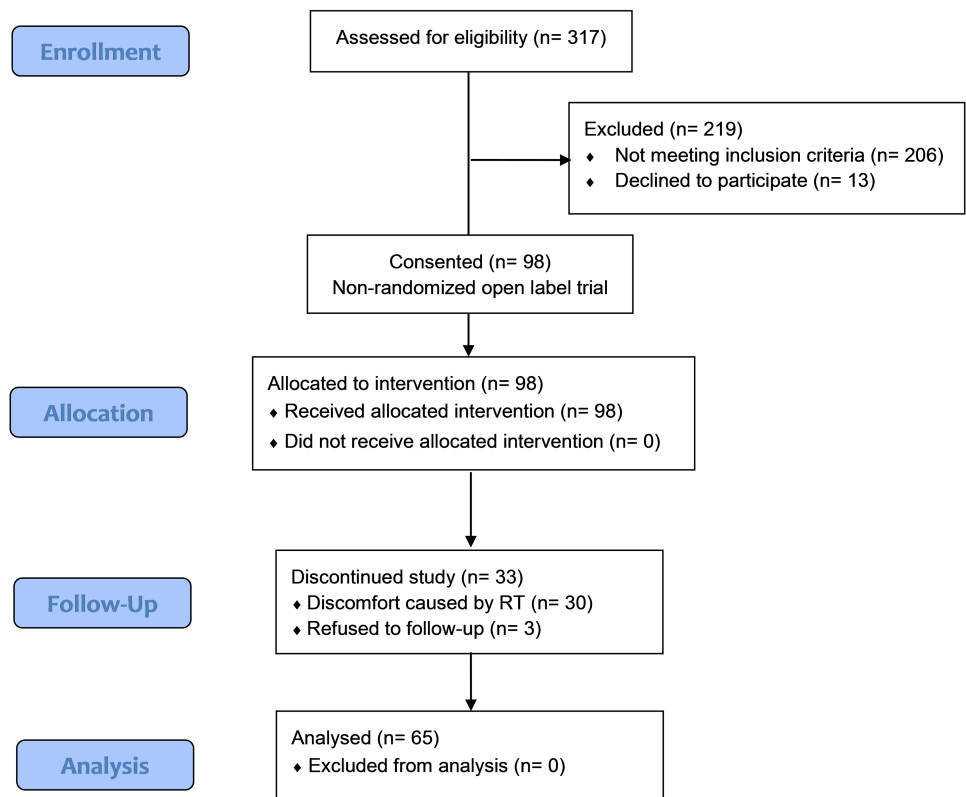 Enrollment
Assessed for eligibility (n= 317)
Excluded (n= 219)
♦ Not meeting inclusion criteria (n= 206)
♦ Declined to participate (n= 13)
Consented (n= 98)
Non-randomized open label trial
Allocation
Allocated to intervention (n= 98)
♦ Received allocated intervention (n= 98)
♦ Did not receive allocated intervention (n= 0)
Follow-Up
Discontinued study (n= 33)
♦ Discomfort caused by RT (n= 30)
♦ Refused to follow-up (n= 3)
Analysis
Analysed (n= 65)
♦ Excluded from analysis (n= 0)